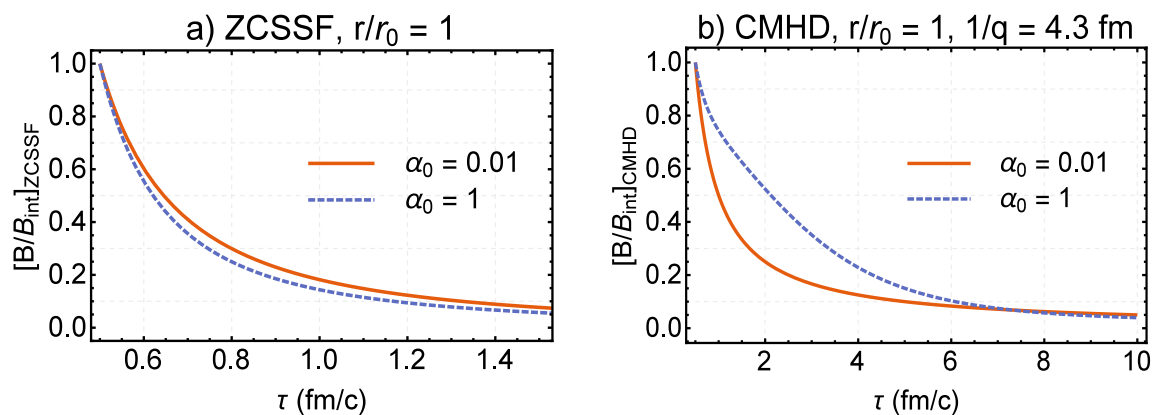 a) ZCSSF, r/r₀ = 1
[B/B_int]_ZCSSF
1.0
0.8
0.6
0.4
0.2
0.0
α₀ = 0.01
α₀ = 1
0.6 0.8 1.0 1.2 1.4
τ (fm/c)
b) CMHD, r/r₀ = 1, 1/q = 4.3 fm
[B/B_int]_CMHD
1.0
0.8
0.6
0.4
0.2
0.0
α₀ = 0.01
α₀ = 1
2 4 6 8 10
τ (fm/c)